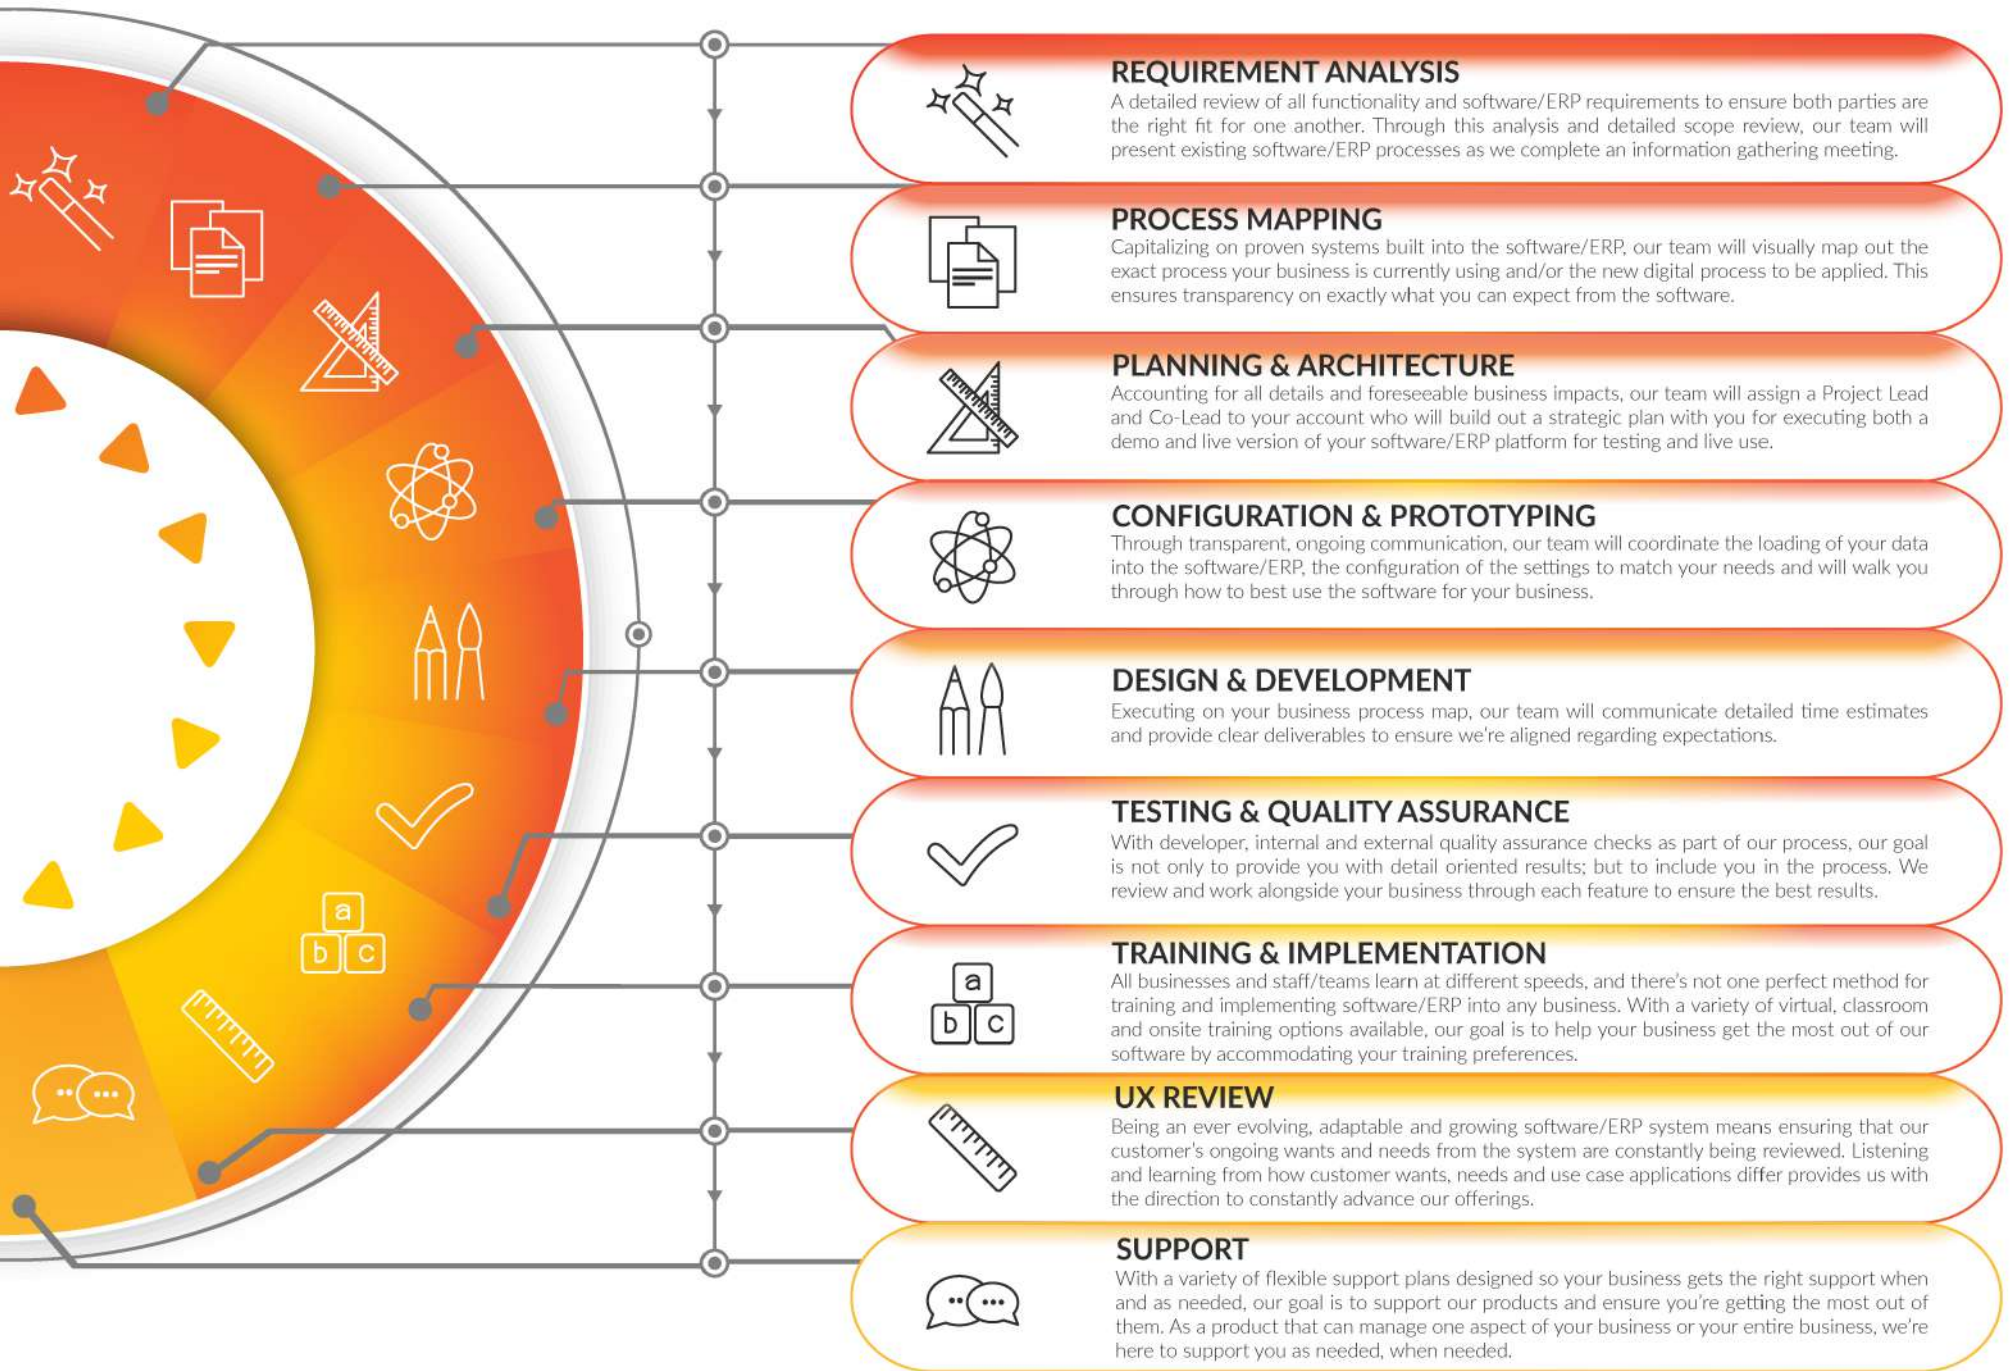 REQUIREMENT ANALYSIS
A detailed review of all functionality and software/ERP requirements to ensure both parties are
the right fit for one another. Through this analysis and detailed scope review, our team will
present existing software/ERP processes as we complete an information gathering meeting.
PROCESS MAPPING
Capitalizing on proven systems built into the software/ERP, our team will visually map out the
exact process your business is currently using and/or the new digital process to be applied. This
ensures transparency on exactly what you can expect from the software.
PLANNING & ARCHITECTURE
Accounting for all details and foreseeable business impacts, our team will assign a Project Lead
and Co-Lead to your account who will build out a strategic plan with you for executing both a
demo and live version of your software/ERP platform for testing and live use.
CONFIGURATION & PROTOTYPING
Through transparent, ongoing communication, our team will coordinate the loading of your data
into the software/ERP, the configuration of the settings to match your needs and will walk you
through how to best use the software for your business.
DESIGN & DEVELOPMENT
Executing on your business process map, our team will communicate detailed time estimates
and provide clear deliverables to ensure we're aligned regarding expectations.
TESTING & QUALITY ASSURANCE
With developer, internal and external quality assurance checks as part of our process, our goal
is not only to provide you with detail oriented results; but to include you in the process. We
review and work alongside your business through each feature to ensure the best results.
a
b c
a
b c
TRAINING & IMPLEMENTATION
All businesses and staff/teams learn at different speeds, and there's not one perfect method for
training and implementing software/ERP into any business. With a variety of virtual, classroom
and onsite training options available, our goal is to help your business get the most out of our
software by accommodating your training preferences.
UX REVIEW
Being an ever evolving, adaptable and growing software/ERP system means ensuring that our
customer's ongoing wants and needs from the system are constantly being reviewed. Listening
and learning from how customer wants, needs and use case applications differ provides us with
the direction to constantly advance our offerings.
SUPPORT
With a variety of flexible support plans designed so your business gets the right support when
and as needed, our goal is to support our products and ensure you're getting the most out of
them. As a product that can manage one aspect of your business or your entire business, we're
here to support you as needed, when needed.